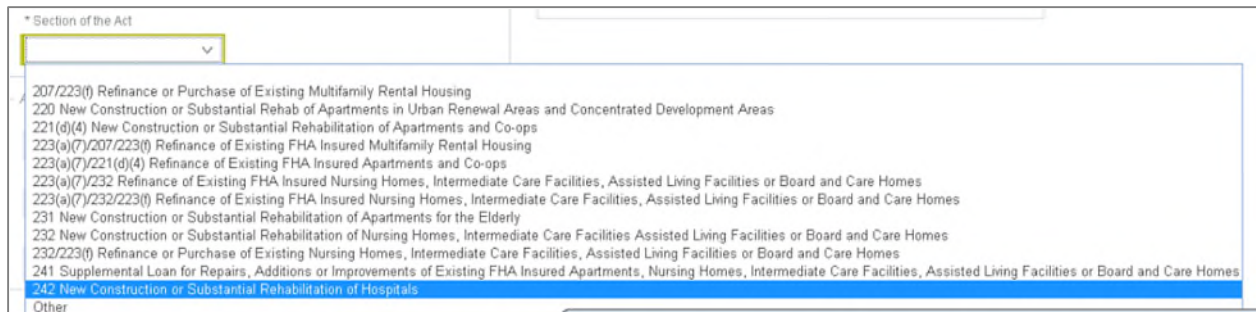 * Section of the Act
207/223(f) Refinance or Purchase of Existing Multifamily Rental Housing
220 New Construction or Substantial Rehab of Apartments in Urban Renewal Areas and Concentrated Development Areas
221(d)(4) New Construction or Substantial Rehabilitation of Apartments and Co-ops
223(a)(7)/207/223(f) Refinance of Existing FHA Insured Multifamily Rental Housing
223(a)(7)/221(d)(4) Refinance of Existing FHA Insured Apartments and Co-ops
223(a)(7)/232 Refinance of Existing FHA Insured Nursing Homes, Intermediate Care Facilities, Assisted Living Facilities or Board and Care Homes
223(a)(7)/232/223(f) Refinance of Existing FHA Insured Nursing Homes, Intermediate Care Facilities, Assisted Living Facilities or Board and Care Homes
231 New Construction or Substantial Rehabilitation of Apartments for the Elderly
232 New Construction or Substantial Rehabilitation of Nursing Homes, Intermediate Care Facilities Assisted Living Facilities or Board and Care Homes
232/223(f) Refinance or Purchase of Existing Nursing Homes, Intermediate Care Facilities, Assisted Living Facilities or Board and Care Homes
241 Supplemental Loan for Repairs, Additions or Improvements of Existing FHA Insured Apartments, Nursing Homes, Intermediate Care Facilities, Assisted Living Facilities or Board and Care Homes
242 New Construction or Substantial Rehabilitation of Hospitals
Other